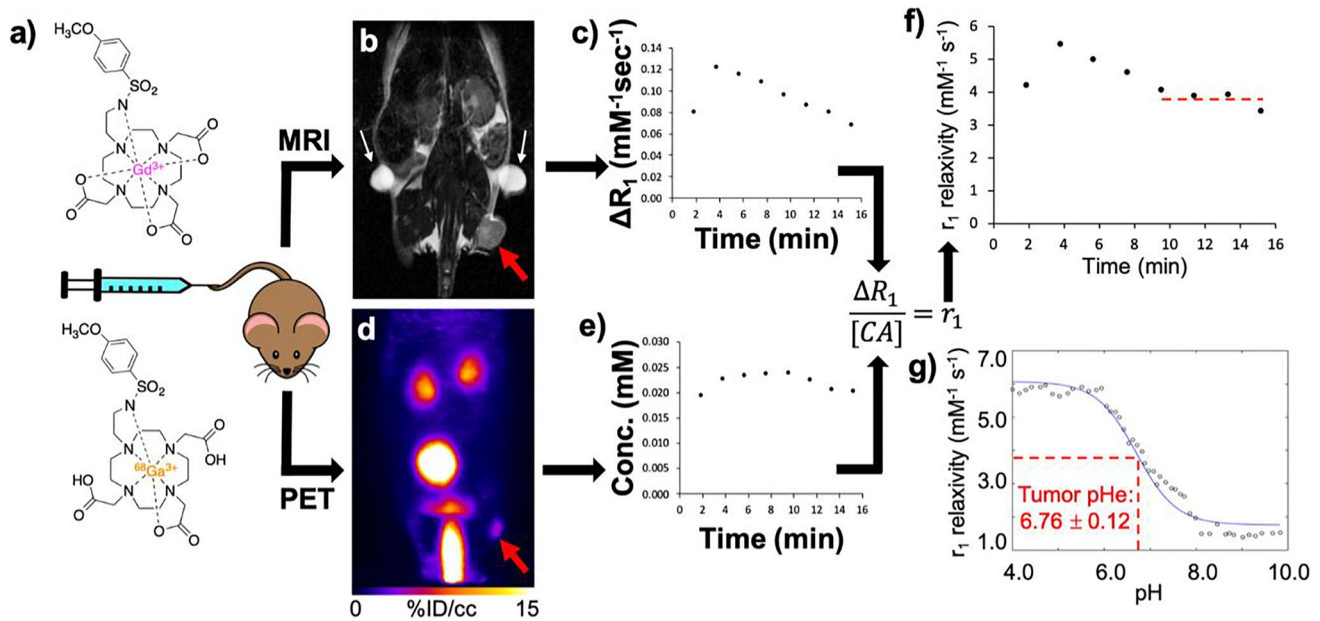 a)
H₃CO
SO₂
N
N
N
N
N
Gd³⁺
O
O
O
O
O
O
MRI
H₃CO
SO₂
N
N
N
N
N
⁶⁸Ga³⁺
O
OH
HO
O
O
O
PET
b
c)
ΔR₁ (mM⁻¹sec⁻¹)
0.14
0.12
0.10
0.08
0.06
0.04
0.02
0.00
0 2 4 6 8 10 12 14 16
Time (min)
d
0 %ID/cc 15
e)
Conc. (mM)
0.030
0.025
0.020
0.015
0.010
0.005
0.000
0 2 4 6 8 10 12 14 16
Time (min)
ΔR₁
[CA]
= r₁
f)
r₁ relaxivity (mM⁻¹ s⁻¹)
6
5
4
3
2
1
0
0 2 4 6 8 10 12 14 16
Time (min)
g)
r₁ relaxivity (mM⁻¹ s⁻¹)
7.0
5.0
3.0
1.0
Tumor pHe:
6.76 ± 0.12
4.0 6.0 8.0 10.0
pH